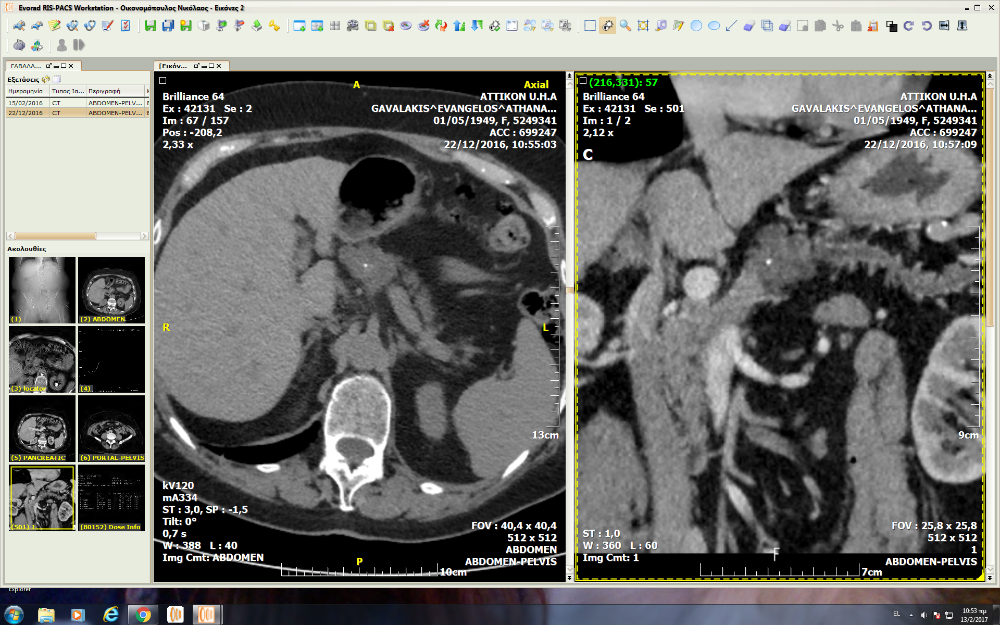 Evorad RIS-PACS Workstation - Οικονομόπουλος Νικόλαος - Εικόνες 2
ΓΑΒΑΛΑ...
[Εικόν...
Εξετάσεις
Ημερομηνία Τυπος Ια... Περιγραφή
15/02/2016 CT ABDOMEN-PELV...
22/12/2016 CT ABDOMEN-PELV...
Ακολουθίες
(1)
(2) ABDOMEN
(3) locator
(4)
(5) PANCREATIC
(6) PORTAL-PELVIS
(501) 1
(80152) Dose Info
A
Axial
Brilliance 64
Ex : 42131 Se : 2
Im : 67 / 157
Pos : -208,2
2,33 x
ATTIKON U.H.A
GAVALAKIS^EVANGELOS^ATHANA...
01/05/1949, F, 5249341
ACC : 699247
22/12/2016, 10:55:03
R
L
13cm
kV120
mA334
ST : 3,0, SP : -1,5
Tilt: 0°
0,7 s
W : 388 L : 40
Img Cmt: ABDOMEN
P
10cm
FOV : 40,4 x 40,4
512 x 512
ABDOMEN
ABDOMEN-PELVIS
(216,331): 57
Brilliance 64
Ex : 42131 Se : 501
Im : 1 / 2
2,12 x
C
ATTIKON U.H.A
GAVALAKIS^EVANGELOS^ATHANA...
01/05/1949, F, 5249341
ACC : 699247
22/12/2016, 10:57:09
9cm
ST : 1,0
W : 360 L : 60
Img Cmt: 1
F
7cm
FOV : 25,8 x 25,8
512 x 512
1
ABDOMEN-PELVIS
Explorer
EL
10:53 πμ
13/2/2017